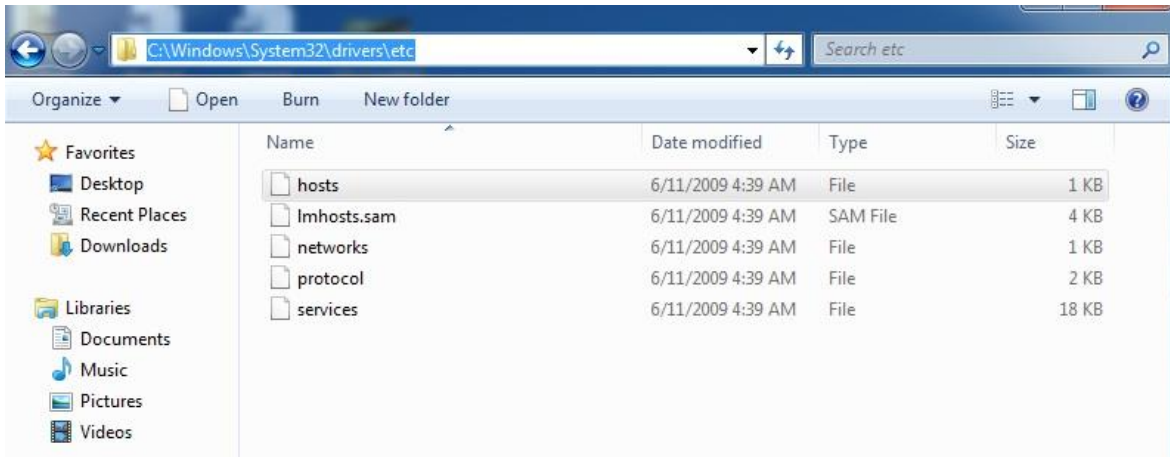 C:\Windows\System32\drivers\etc Search etc
Organize Open Burn New folder
Name Date modified Type Size
Favorites
Desktop
Recent Places
Downloads
Libraries
Documents
Music
Pictures
Videos
hosts 6/11/2009 4:39 AM File 1 KB
lmhosts.sam 6/11/2009 4:39 AM SAM File 4 KB
networks 6/11/2009 4:39 AM File 1 KB
protocol 6/11/2009 4:39 AM File 2 KB
services 6/11/2009 4:39 AM File 18 KB